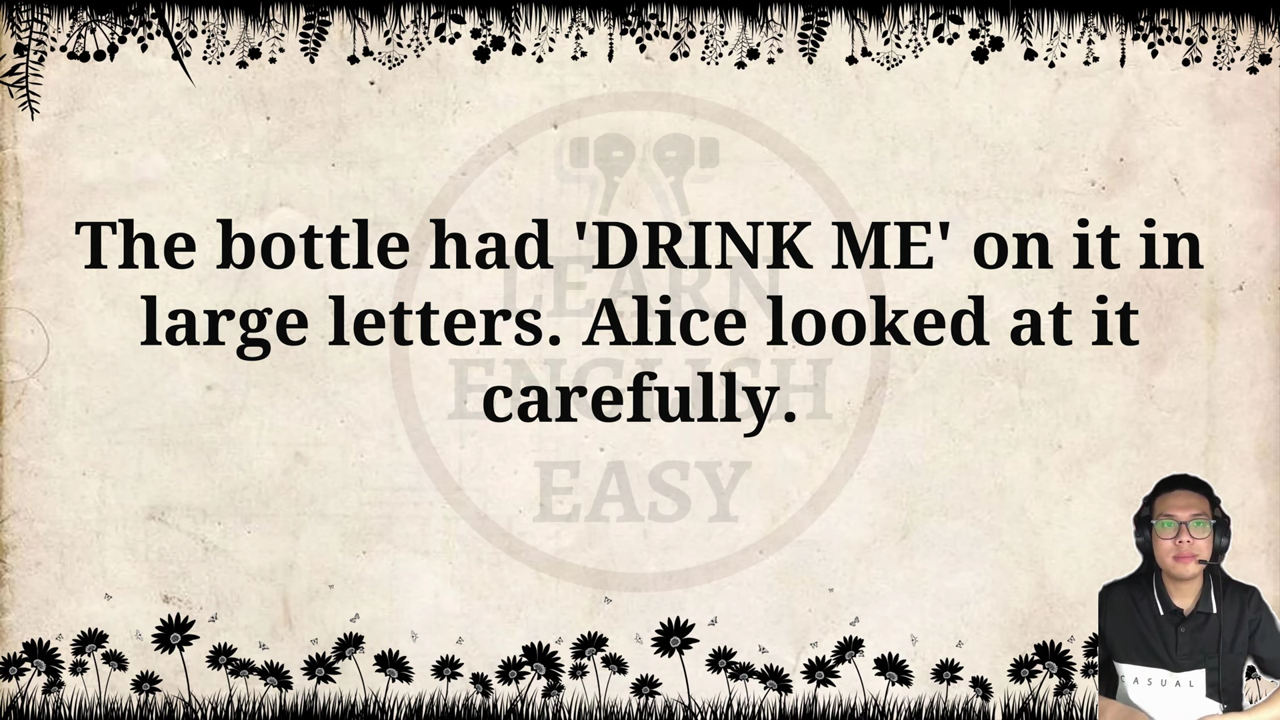 The bottle had 'DRINK ME' on it in
large letters. Alice looked at it
carefully.
LEARN
ENGLISH
EASY
CASUAL